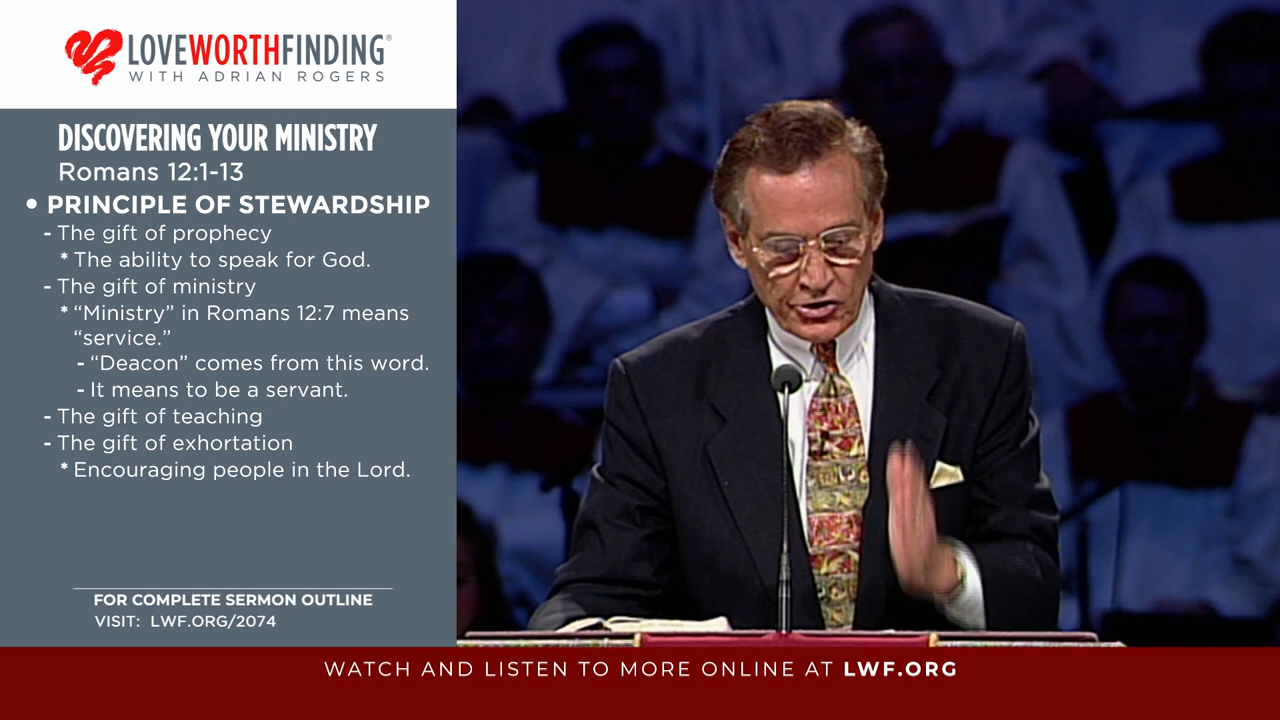 LOVEWORTHFINDING®
WITH ADRIAN ROGERS
DISCOVERING YOUR MINISTRY
Romans 12:1-13
• PRINCIPLE OF STEWARDSHIP
- The gift of prophecy
* The ability to speak for God.
- The gift of ministry
* “Ministry” in Romans 12:7 means
“service.”
- “Deacon” comes from this word.
- It means to be a servant.
- The gift of teaching
- The gift of exhortation
* Encouraging people in the Lord.
FOR COMPLETE SERMON OUTLINE
VISIT: LWF.ORG/2074
WATCH AND LISTEN TO MORE ONLINE AT LWF.ORG